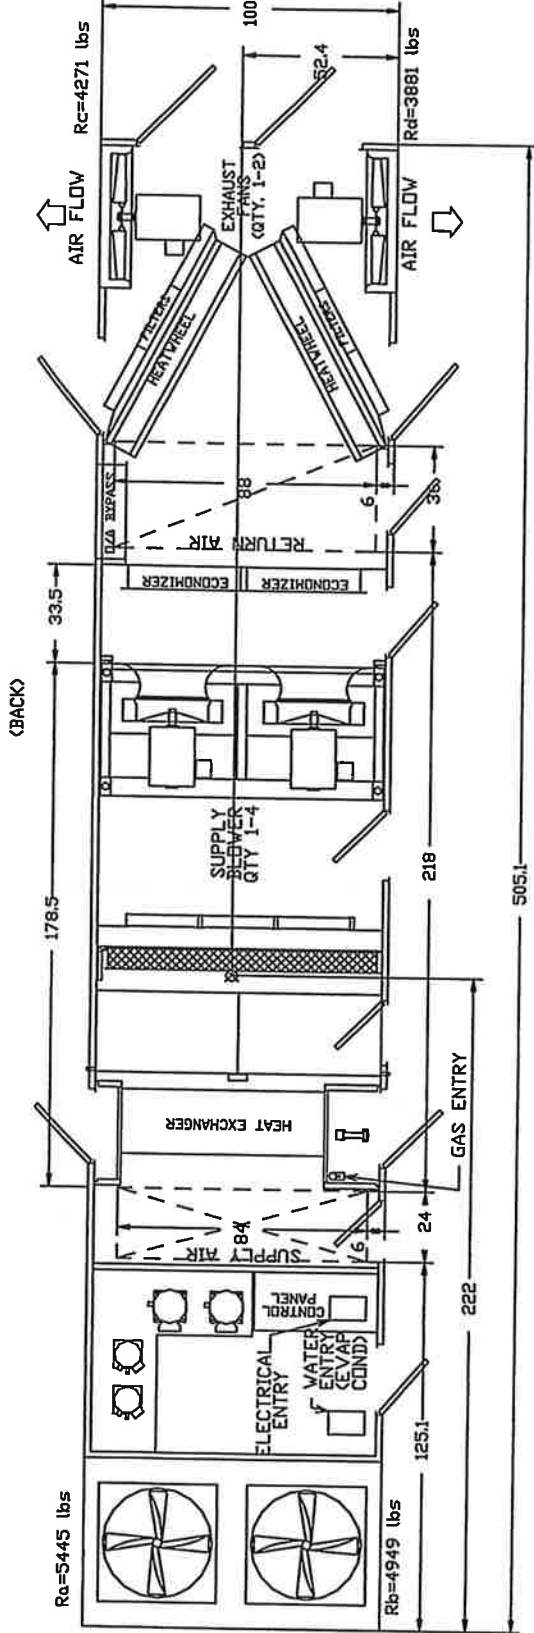 (BACK)
Ra=5445 lbs
Rb=4949 lbs
Rc=4271 lbs
Rd=3881 lbs
178.5
33.5
100
52.4
AIR FLOW
AIR FLOW
EXHAUST
FANS
(QTY. 1-2)
FILTERS
HEATWHEEL
HEATWHEEL
FILTERS
O/A BYPASS
88
6
36
RETURN AIR
ECONOMIZER
ECONOMIZER
SUPPLY
BLOWER
QTY 1-4
HEAT EXCHANGER
SUPPLY AIR
84
6
24
CONTROL
PANEL
ELECTRICAL
ENTRY
WATER
ENTRY
(EVAP
COND)
GAS ENTRY
125.1
218
222
505.1